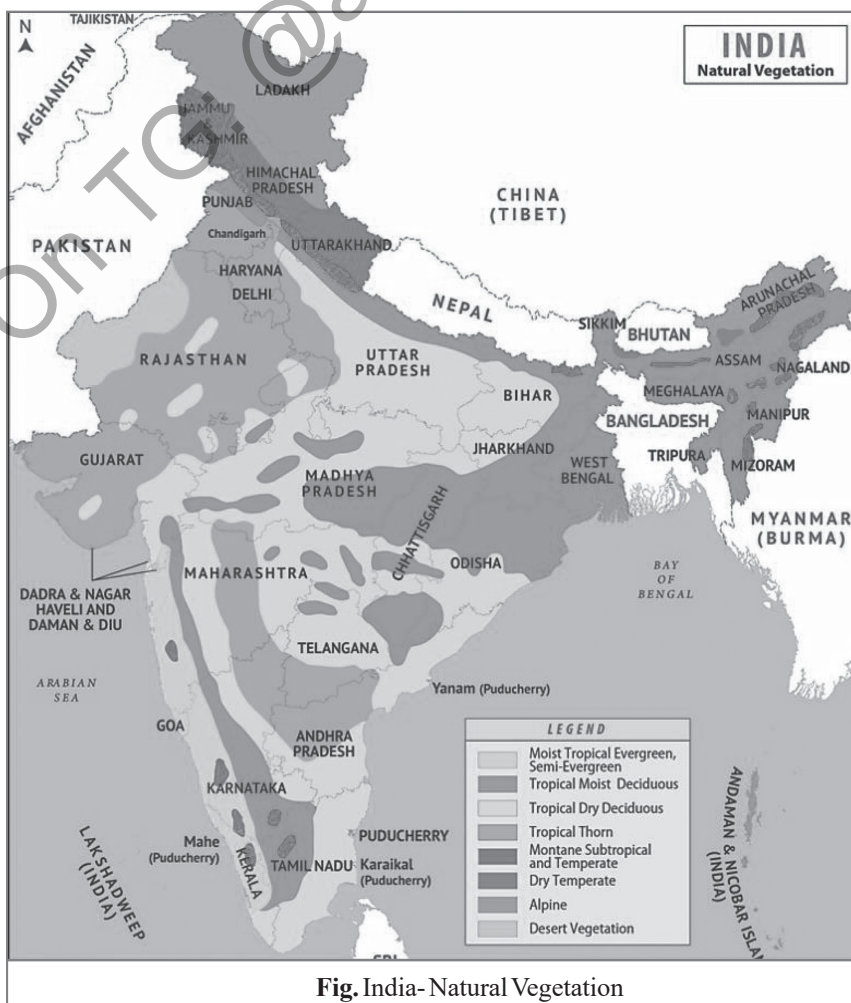 On TC @a
N
TAJIKISTAN
AFGHANISTAN
INDIA
Natural Vegetation
LADAKH
JAMMU
&
KASHMIR
HIMACHAL
PRADESH
PUNJAB
Chandigarh
CHINA
(TIBET)
PAKISTAN
UTTARAKHAND
HARYANA
DELHI
NEPAL
ARUNACHAL
PRADESH
SIKKIM
BHUTAN
RAJASTHAN
UTTAR
PRADESH
ASSAM
NAGALAND
BIHAR
MEGHALAYA
BANGLADESH
MANIPUR
JHARKHAND
GUJARAT
WEST
BENGAL
TRIPURA
MIZORAM
MADHYA
PRADESH
MYANMAR
(BURMA)
CHHATTISGARH
ODISHA
MAHARASHTRA
BAY
OF
BENGAL
DADRA & NAGAR
HAVELI AND
DAMAN & DIU
TELANGANA
ARABIAN
SEA
Yanam (Puducherry)
GOA
ANDHRA
PRADESH
LEGEND
Moist Tropical Evergreen,
Semi-Evergreen
Tropical Moist Deciduous
Tropical Dry Deciduous
Tropical Thorn
Montane Subtropical
and Temperate
Dry Temperate
Alpine
Desert Vegetation
KARNATAKA
Mahe
(Puducherry)
PUDUCHERRY
KERALA
TAMIL NADU
Karaikal
(Puducherry)
LAKSHADWEEP
(INDIA)
ANDAMAN & NICOBAR ISLAN
(INDIA)
Fig. India- Natural Vegetation